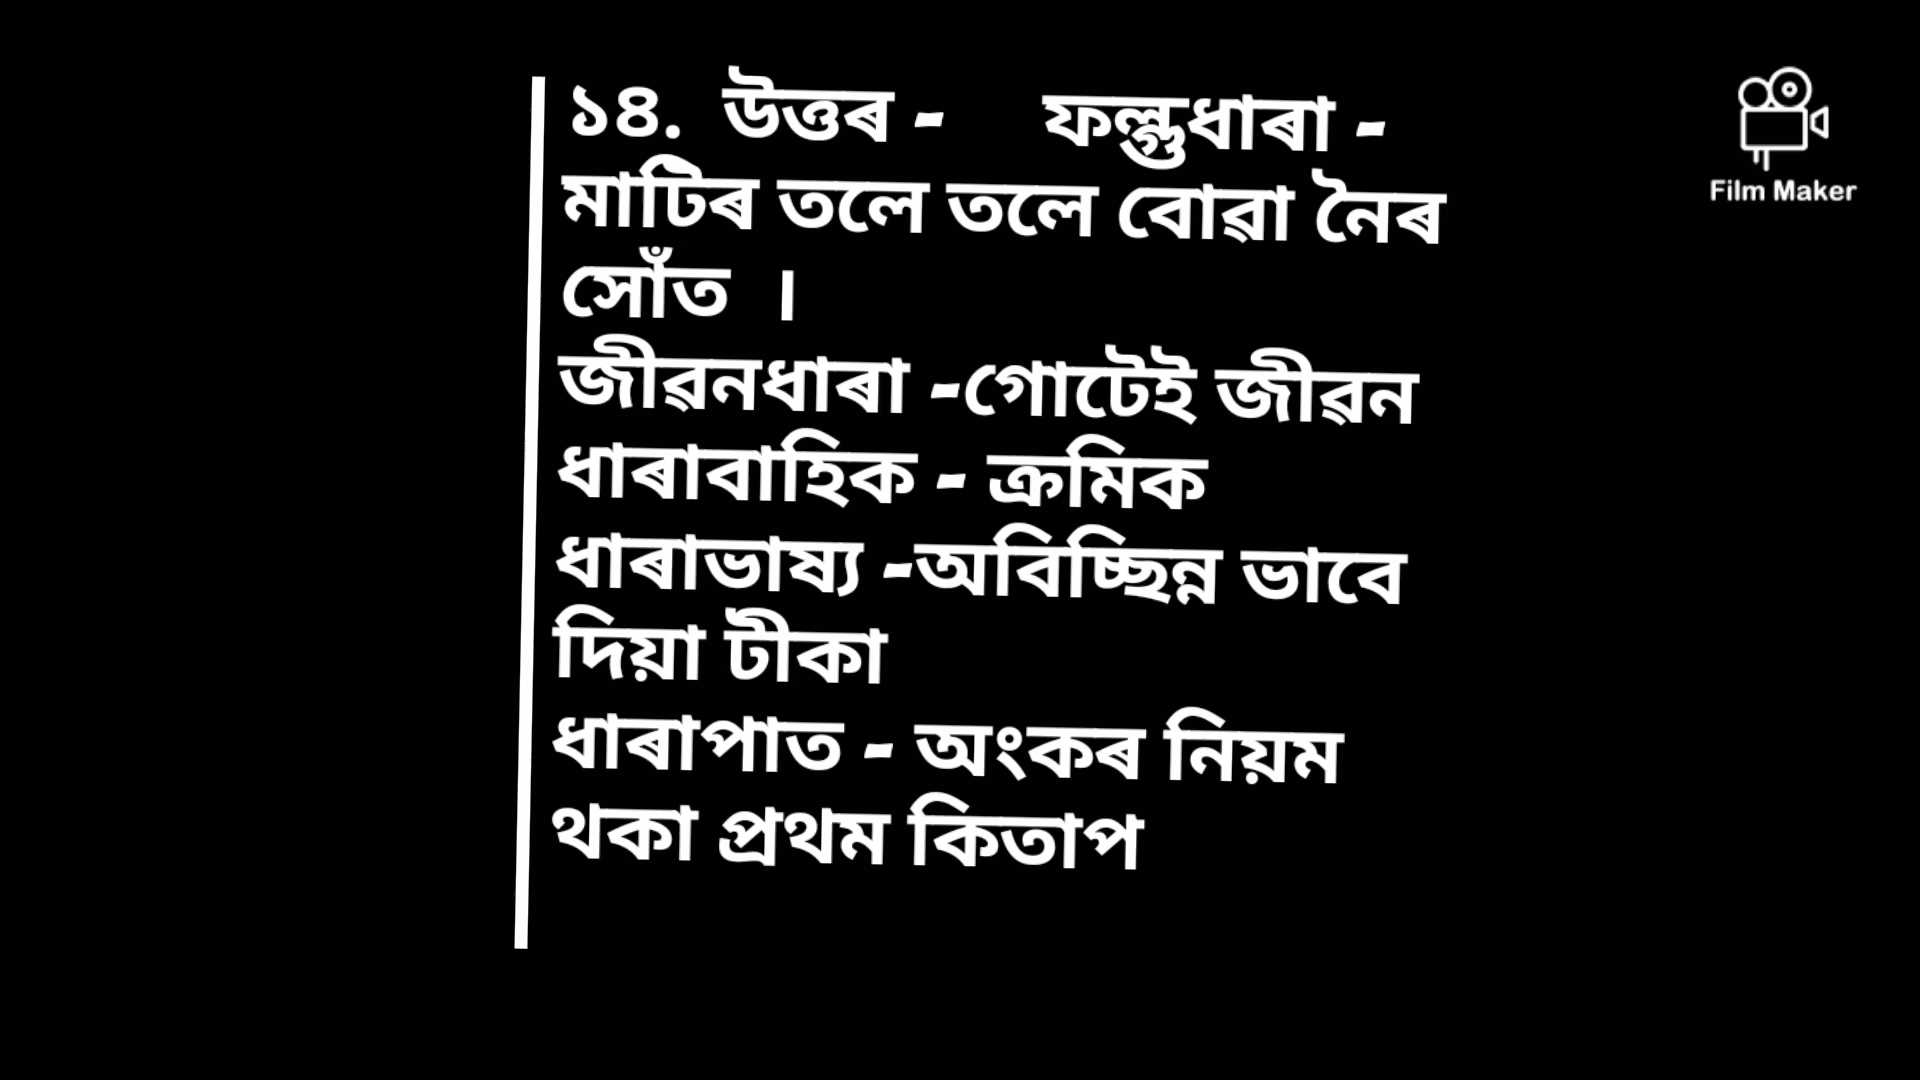 ১৪. উত্তৰ - ফল্গুধাৰা -
মাটিৰ তলে তলে বোৱা নৈৰ
সোঁত ।
জীৱনধাৰা -গোটেই জীৱন
ধাৰাবাহিক - ক্ৰমিক
ধাৰাভাষ্য -অবিচ্ছিন্ন ভাবে
দিয়া টীকা
ধাৰাপাত - অংকৰ নিয়ম
থকা প্ৰথম কিতাপ
Film Maker